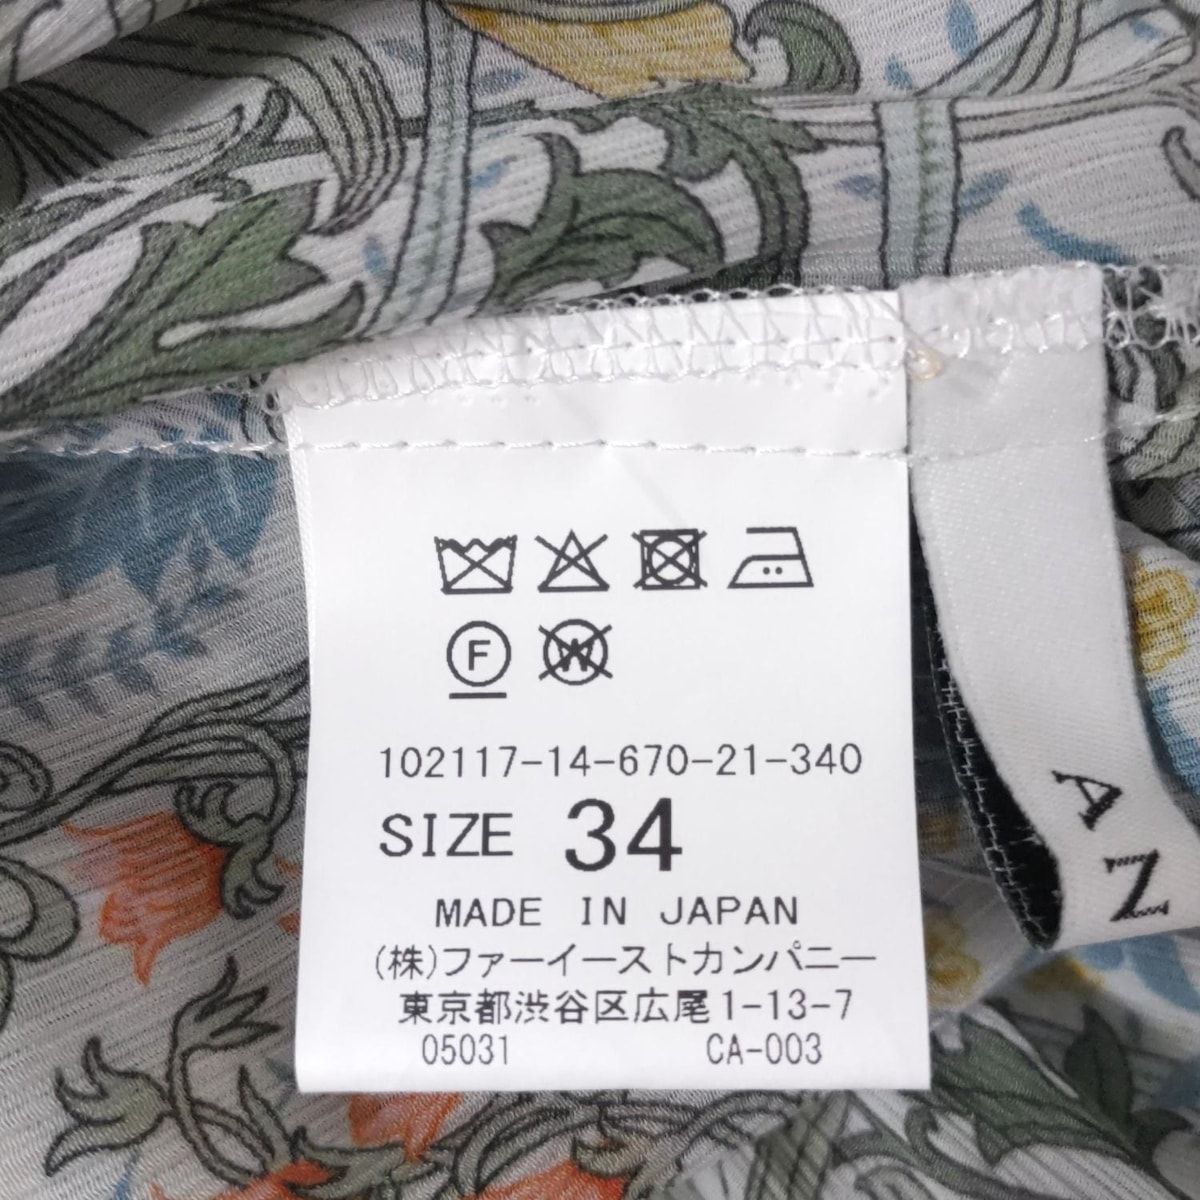 F W
102117-14-670-21-340
SIZE 34
MADE IN JAPAN
(株)ファーイーストカンパニー
東京都渋谷区広尾1-13-7
05031 CA-003
AN